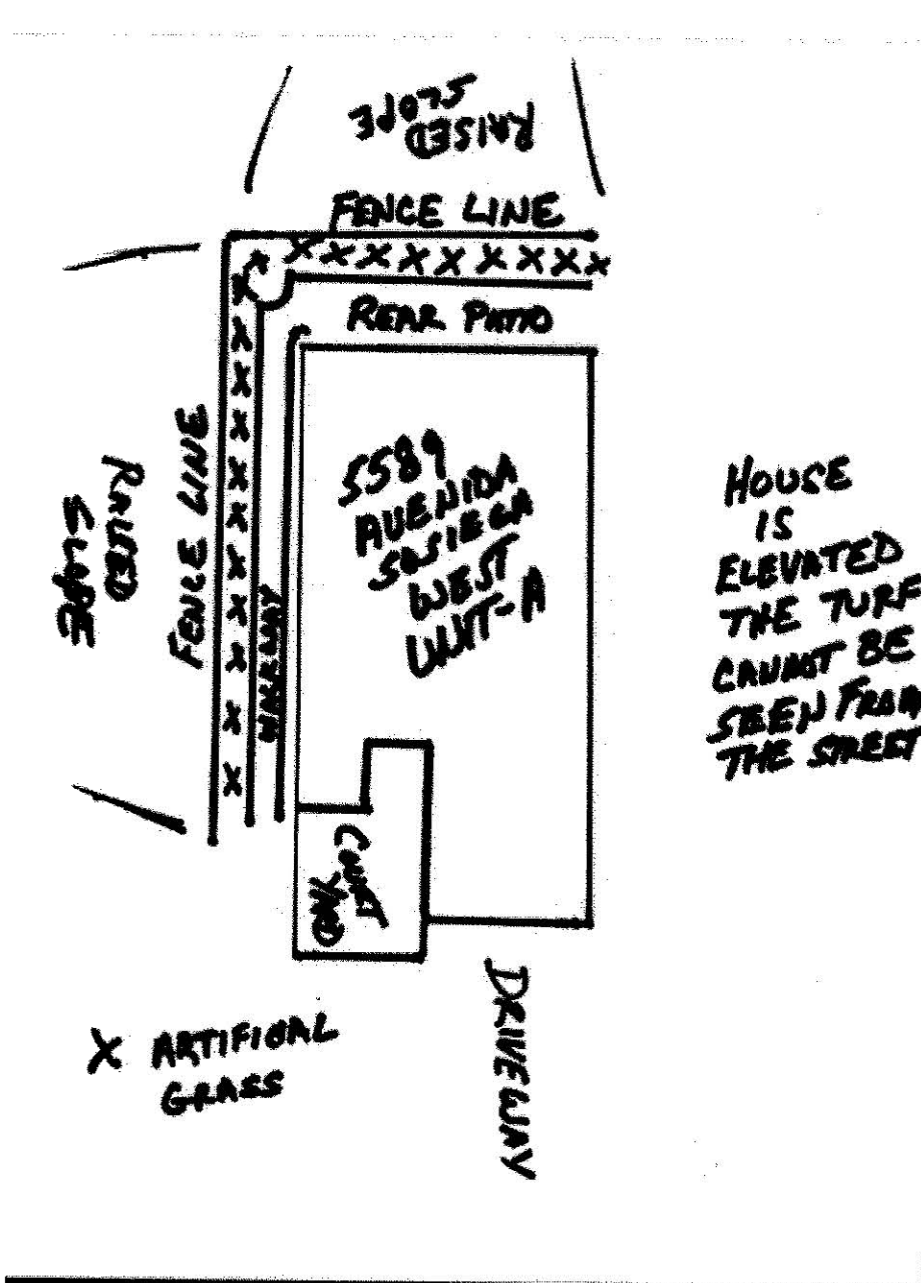 RAISED
SLOPE
FENCE LINE
X X X X X X X X X
REAR PATIO
X X X X X X X X X X X X
FENCE LINE
RAISED
SLOPE
WALKWAY
5589
AVENIDA
SOSIEGA
WEST
UNIT-A
COURT
YARD
HOUSE
IS
ELEVATED
THE TURF
CANNOT BE
SEEN FROM
THE STREET
DRIVEWAY
X ARTIFICAL
GRASS